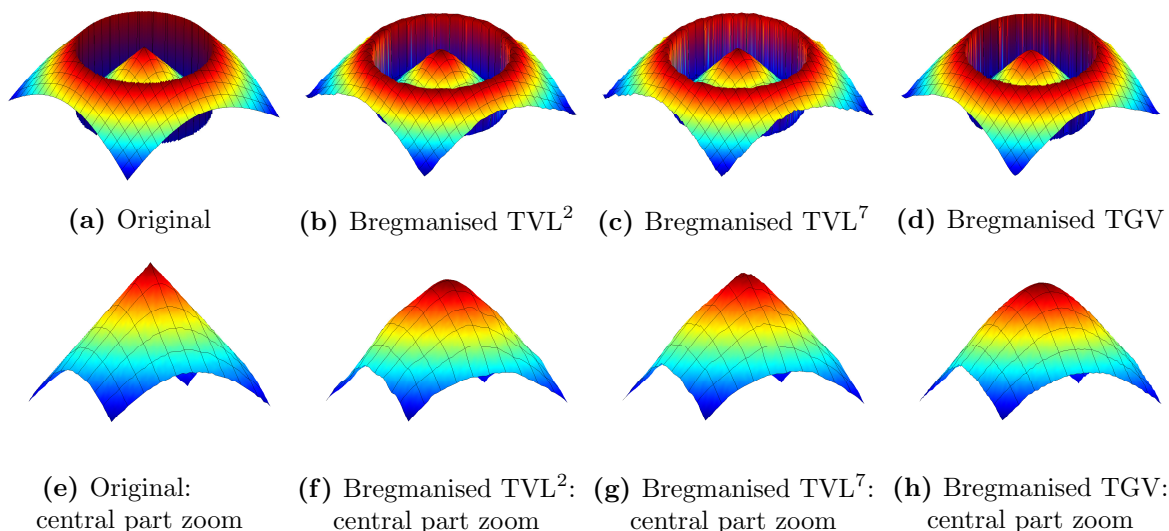 (a) Original
(b) Bregmanised TVL²
(c) Bregmanised TVL⁷
(d) Bregmanised TGV
(e) Original:
central part zoom
(f) Bregmanised TVL²:
central part zoom
(g) Bregmanised TVL⁷:
central part zoom
(h) Bregmanised TGV:
central part zoom